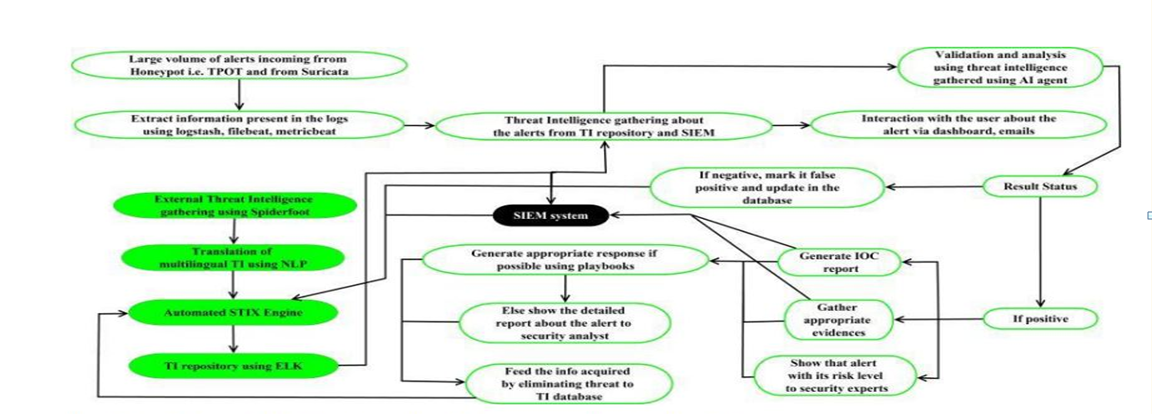 Large volume of alerts incoming frrom
Honeypot i.e. TPOT and from Suricata
Extract information present in the logs
using logstash, filebeat, metricbeat
Threat Intelligence gathering about
the alerts from TI repository and SIEM
Validation and analysis
using threat intelligence
gathered using AI agent
Interaction with the user about the
alert via dashboard, emails
Result Status
If negative, mark it false
positive and update in the
database
External Threat Intelligence
gathering using Spiderfoot
SIEM system
Translation of
multilingual TI using NLP
Generate appropriate response if
possible using playbooks
Generate IOC
report
Automated STIX Engine
Else show the detailed
report about the alert to
security analyst
Gather
appropriate
evidences
If positive
TI repository using ELK
Feed the info acquired
by eliminating threat to
TI database
Show that alert
with its risk level
to security experts